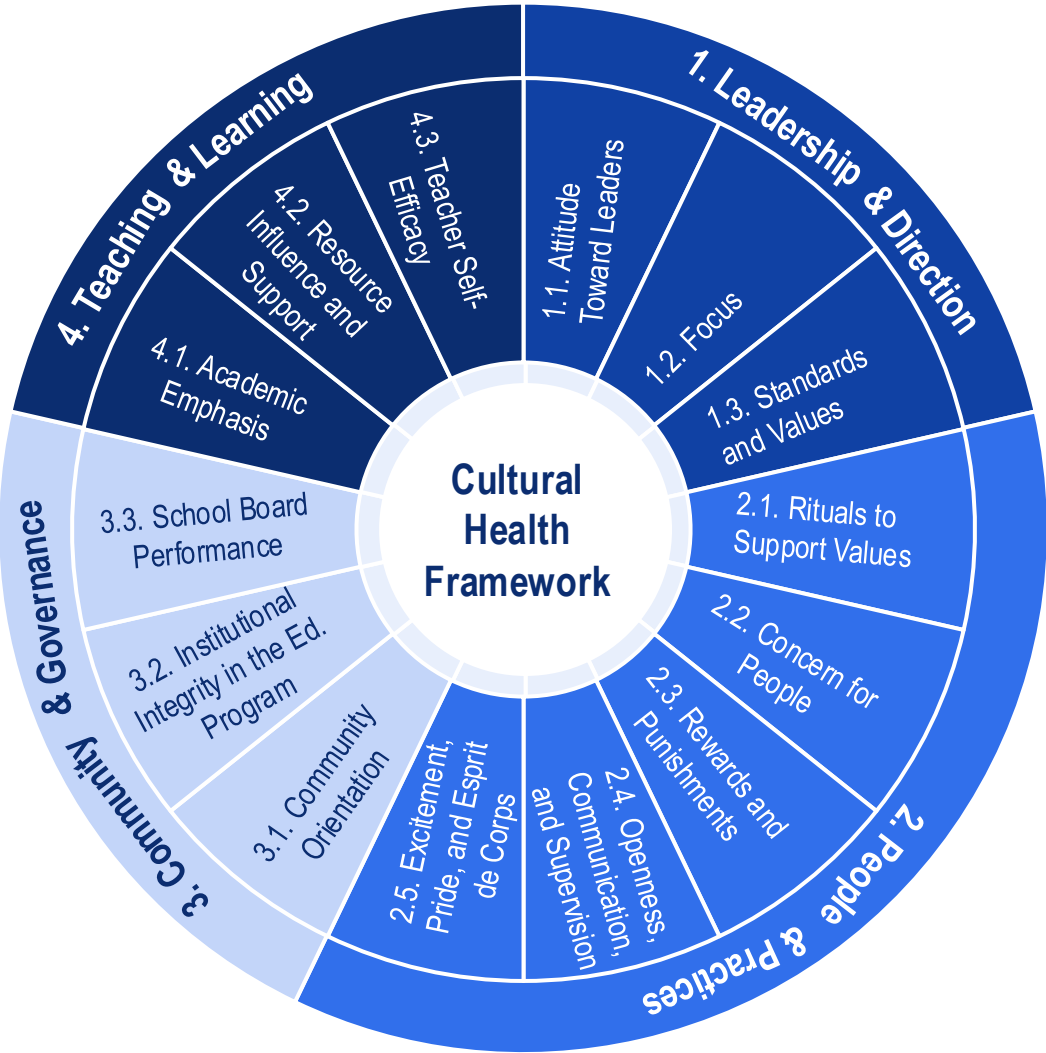 Cultural
Health
Framework
1. Leadership & Direction
1.1. Attitude
Toward Leaders
1.2. Focus
1.3. Standards
and Values
2. People & Practices
2.1. Rituals to
Support Values
2.2. Concern for
People
2.3. Rewards and
Punishments
2.4. Openness,
Communication,
and Supervision
2.5. Excitement,
Pride, and Esprit
de Corps
3. Community & Governance
3.1. Community
Orientation
3.2. Institutional
Integrity in the Ed.
Program
3.3. School Board
Performance
4. Teaching & Learning
4.1. Academic
Emphasis
4.2. Resource
Influence and
Support
4.3. Teacher Self-
Efficacy